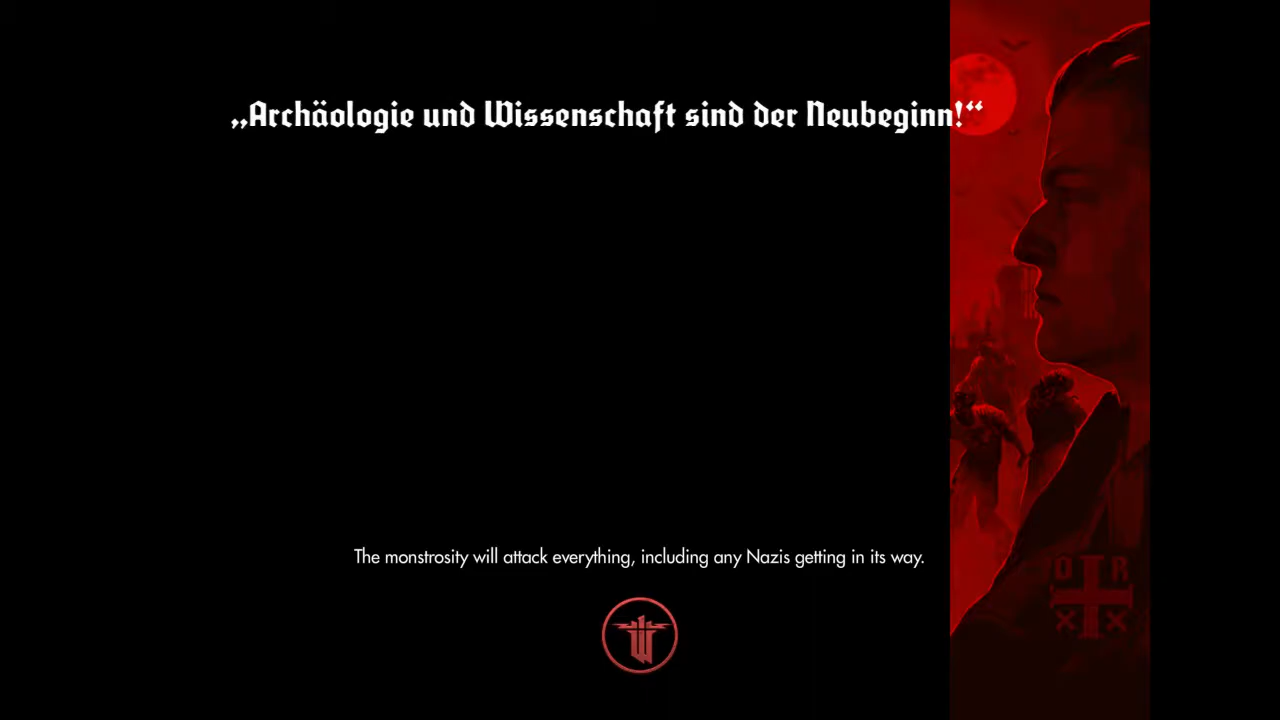 „Archäologie und Wissenschaft sind der Neubeginn!“
The monstrosity will attack everything, including any Nazis getting in its way.
O R
X X